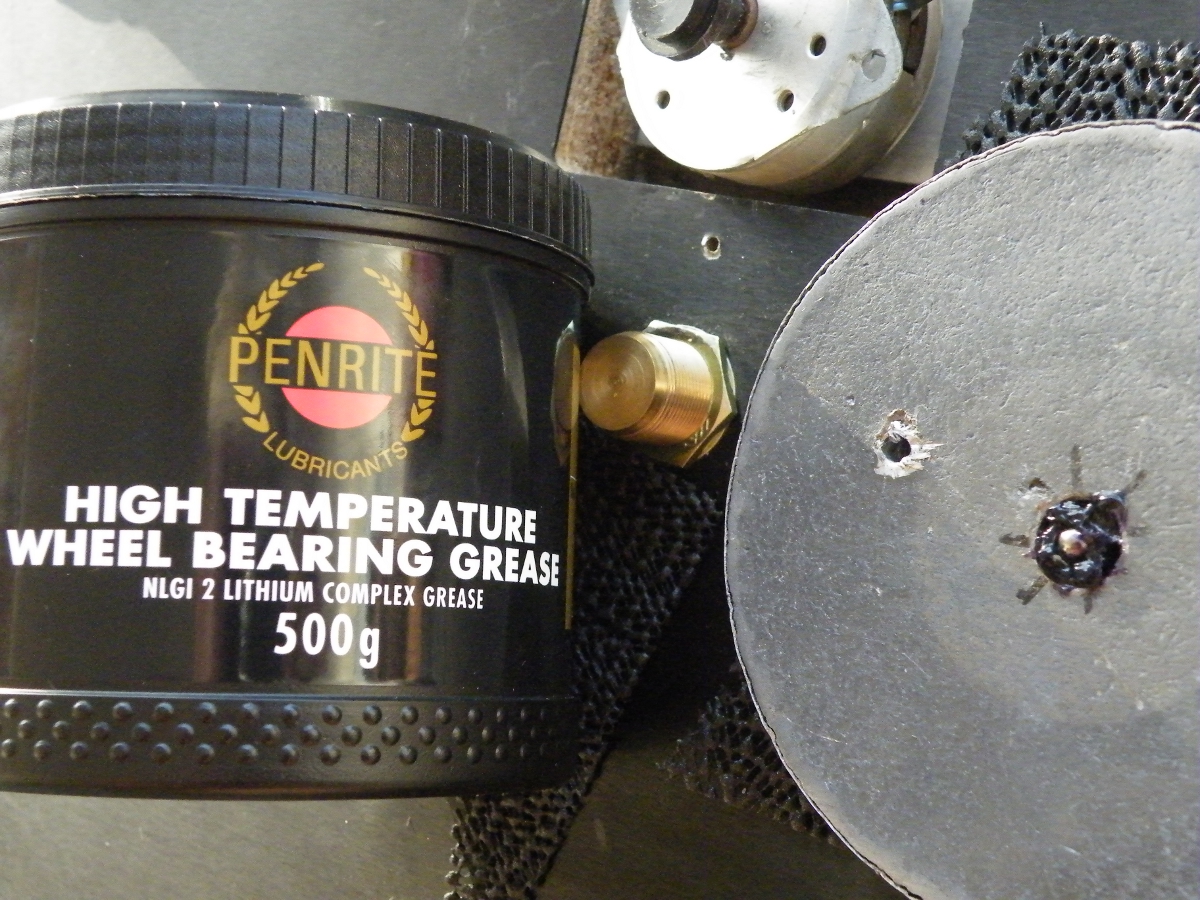 PENRITE
LUBRICANTS
HIGH TEMPERATURE
WHEEL BEARING GREASE
NLGI 2 LITHIUM COMPLEX GREASE
500g